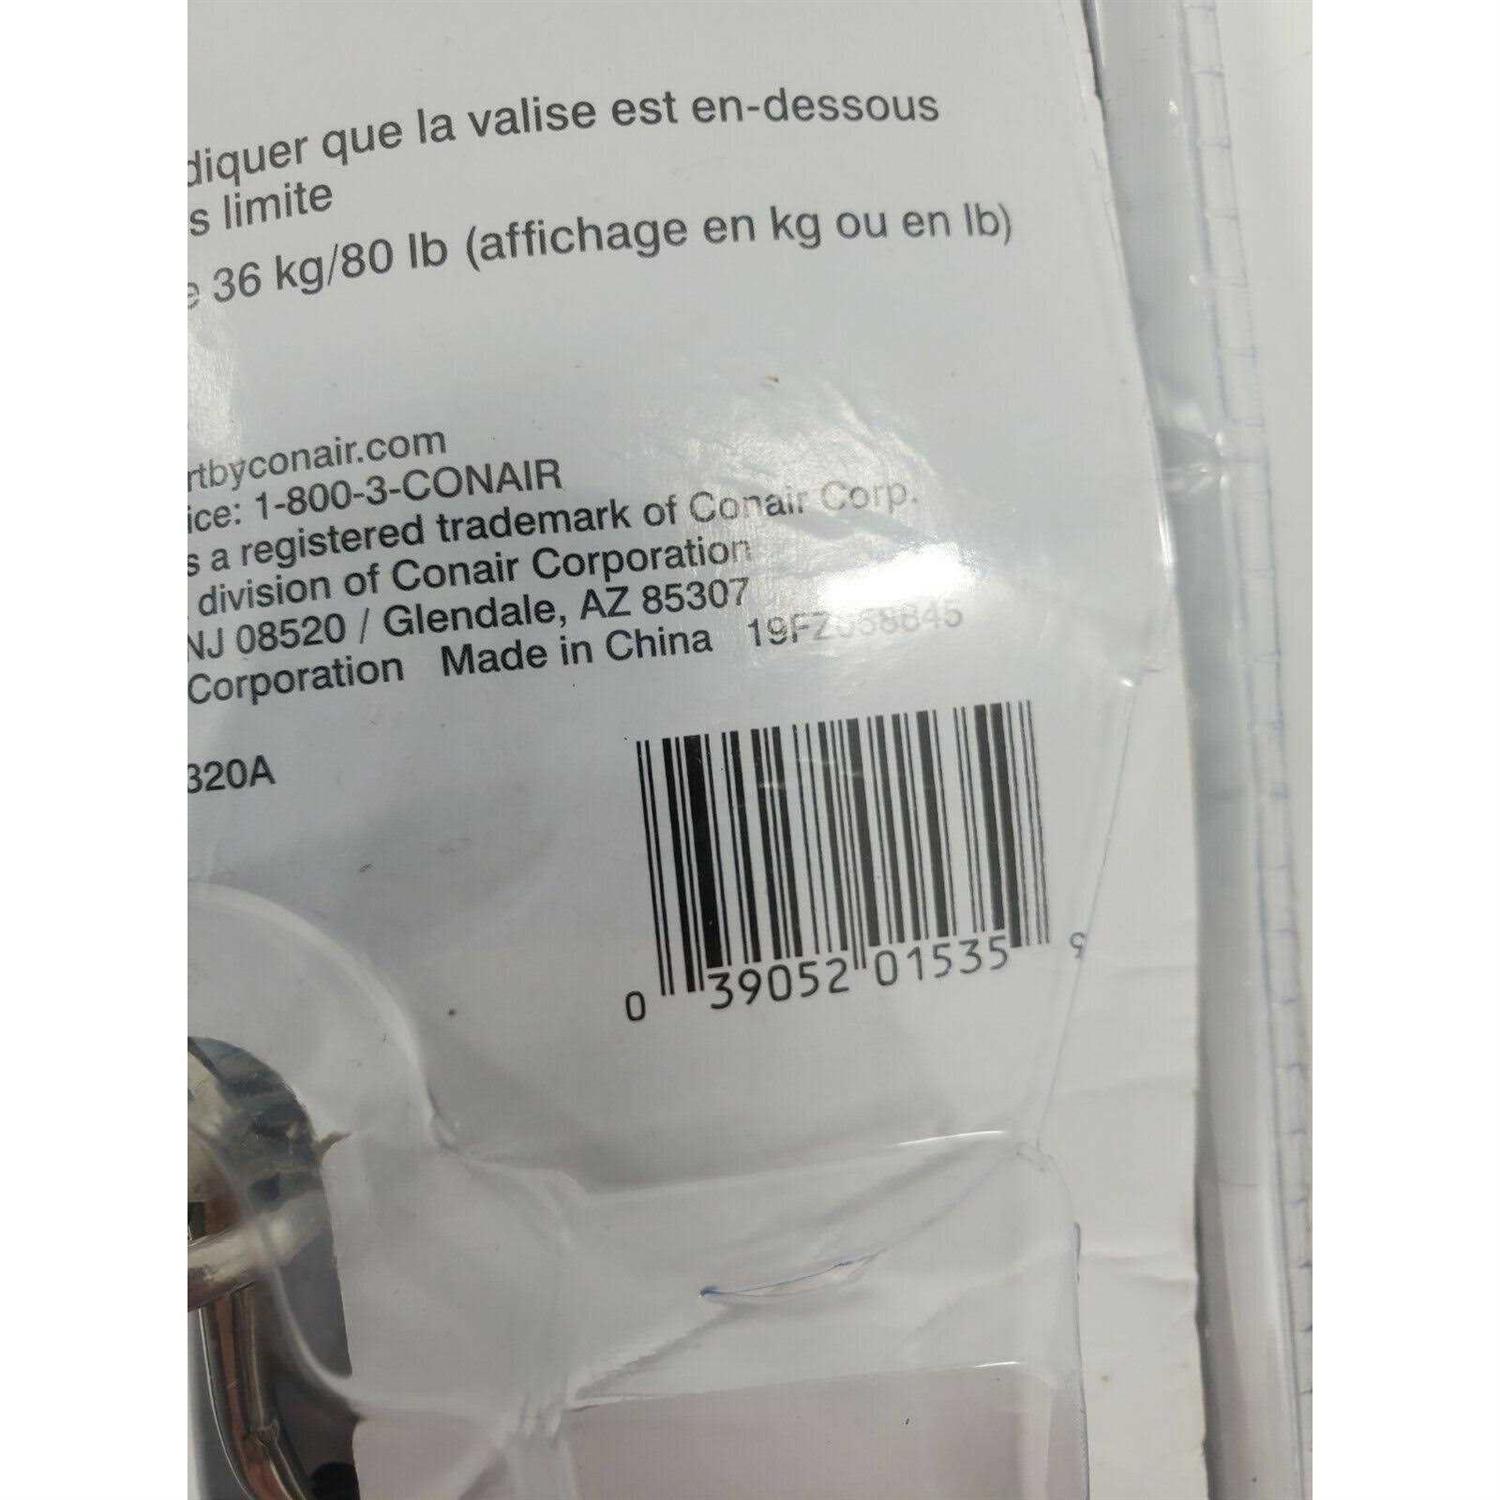 diquer que la valise est en-dessous
s limite
e 36 kg/80 lb (affichage en kg ou en lb)
rtbyconair.com
ice: 1-800-3-CONAIR
s a registered trademark of Conair Corp.
division of Conair Corporation
NJ 08520 / Glendale, AZ 85307
Corporation Made in China
320A
0 39052 01535 9